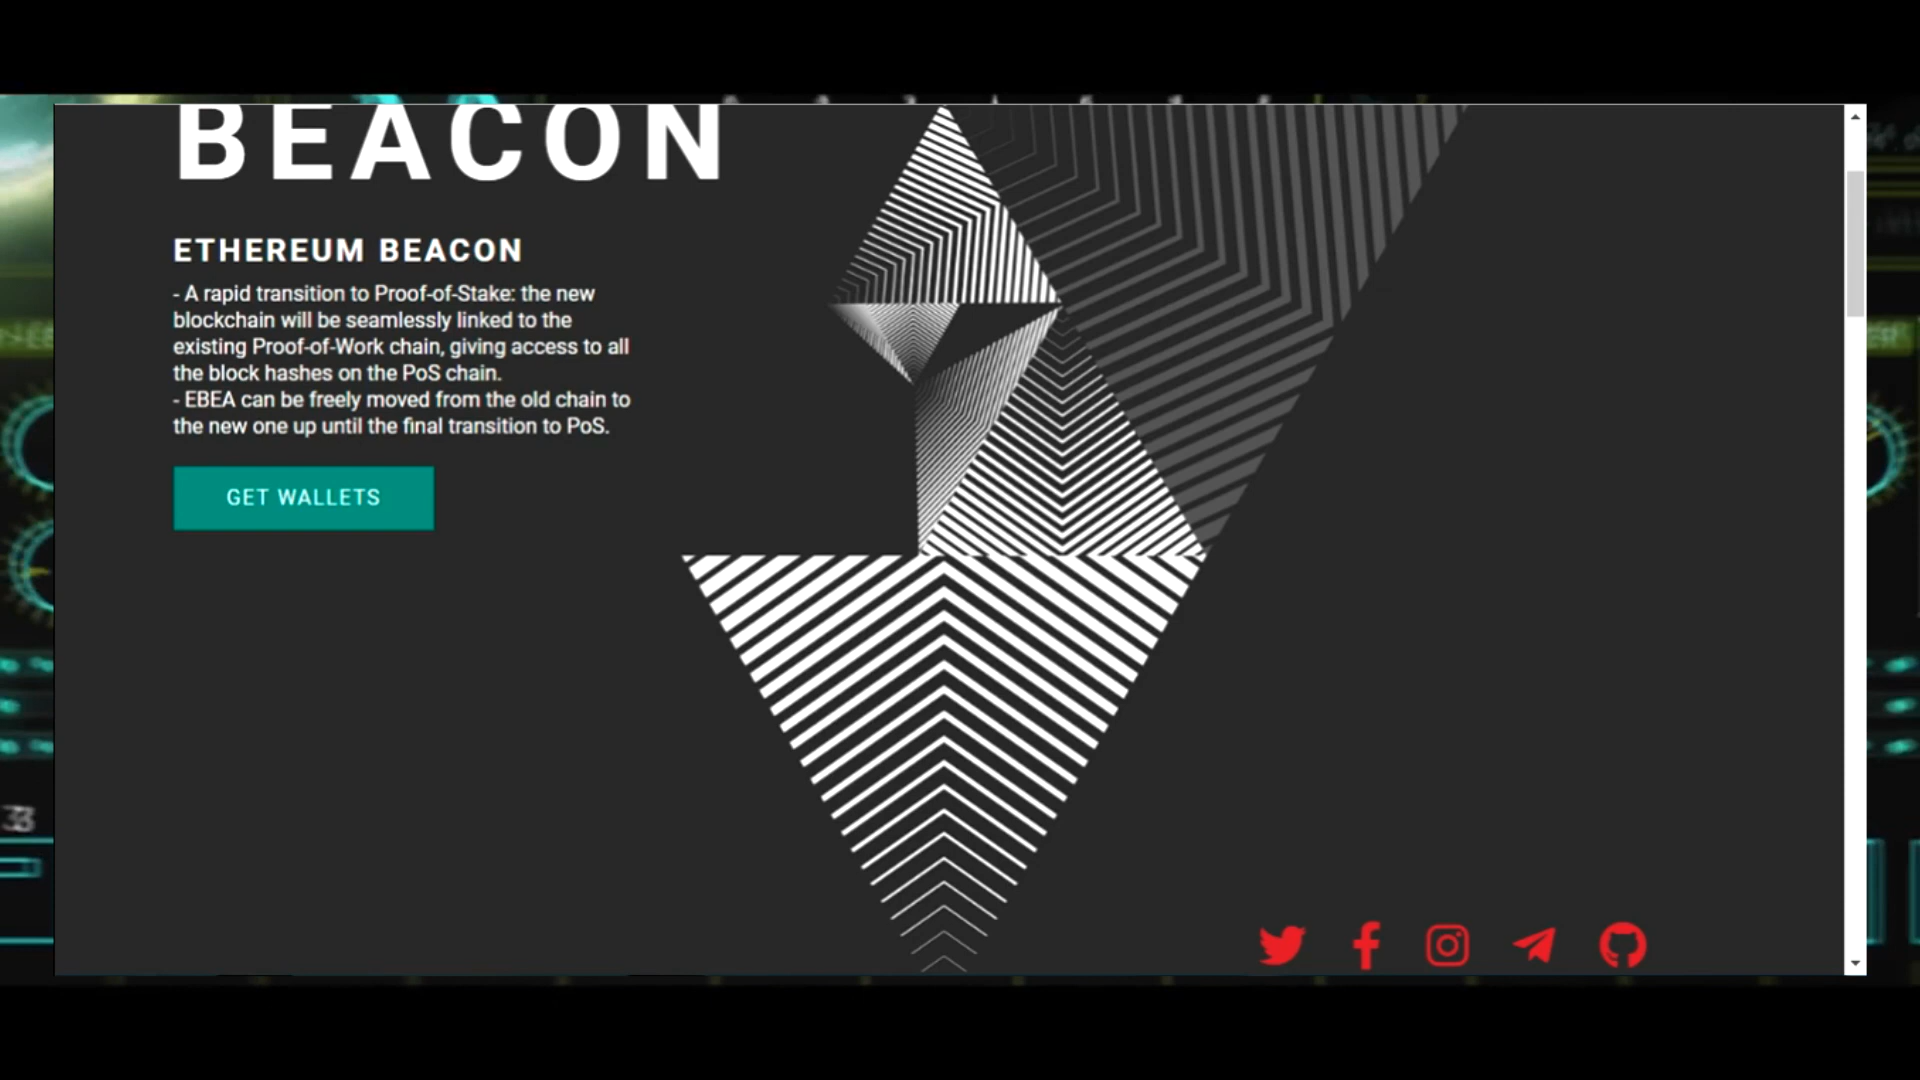 BEACON
ETHEREUM BEACON
- A rapid transition to Proof-of-Stake: the new
blockchain will be seamlessly linked to the
existing Proof-of-Work chain, giving access to all
the block hashes on the PoS chain.
- EBEA can be freely moved from the old chain to
the new one up until the final transition to PoS.
GET WALLETS